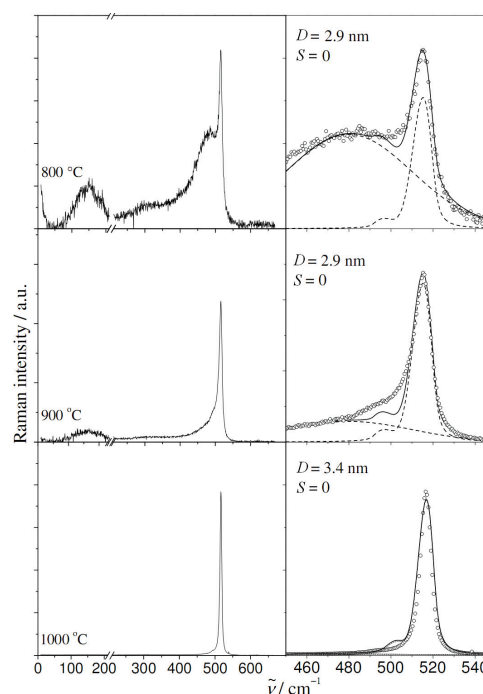 D = 2.9 nm
S = 0
800 °C
D = 2.9 nm
S = 0
900 °C
D = 3.4 nm
S = 0
1000 °C
Raman intensity / a.u.
0 100 200 300 400 500 600 460 480 500 520 540
ṽ / cm⁻¹